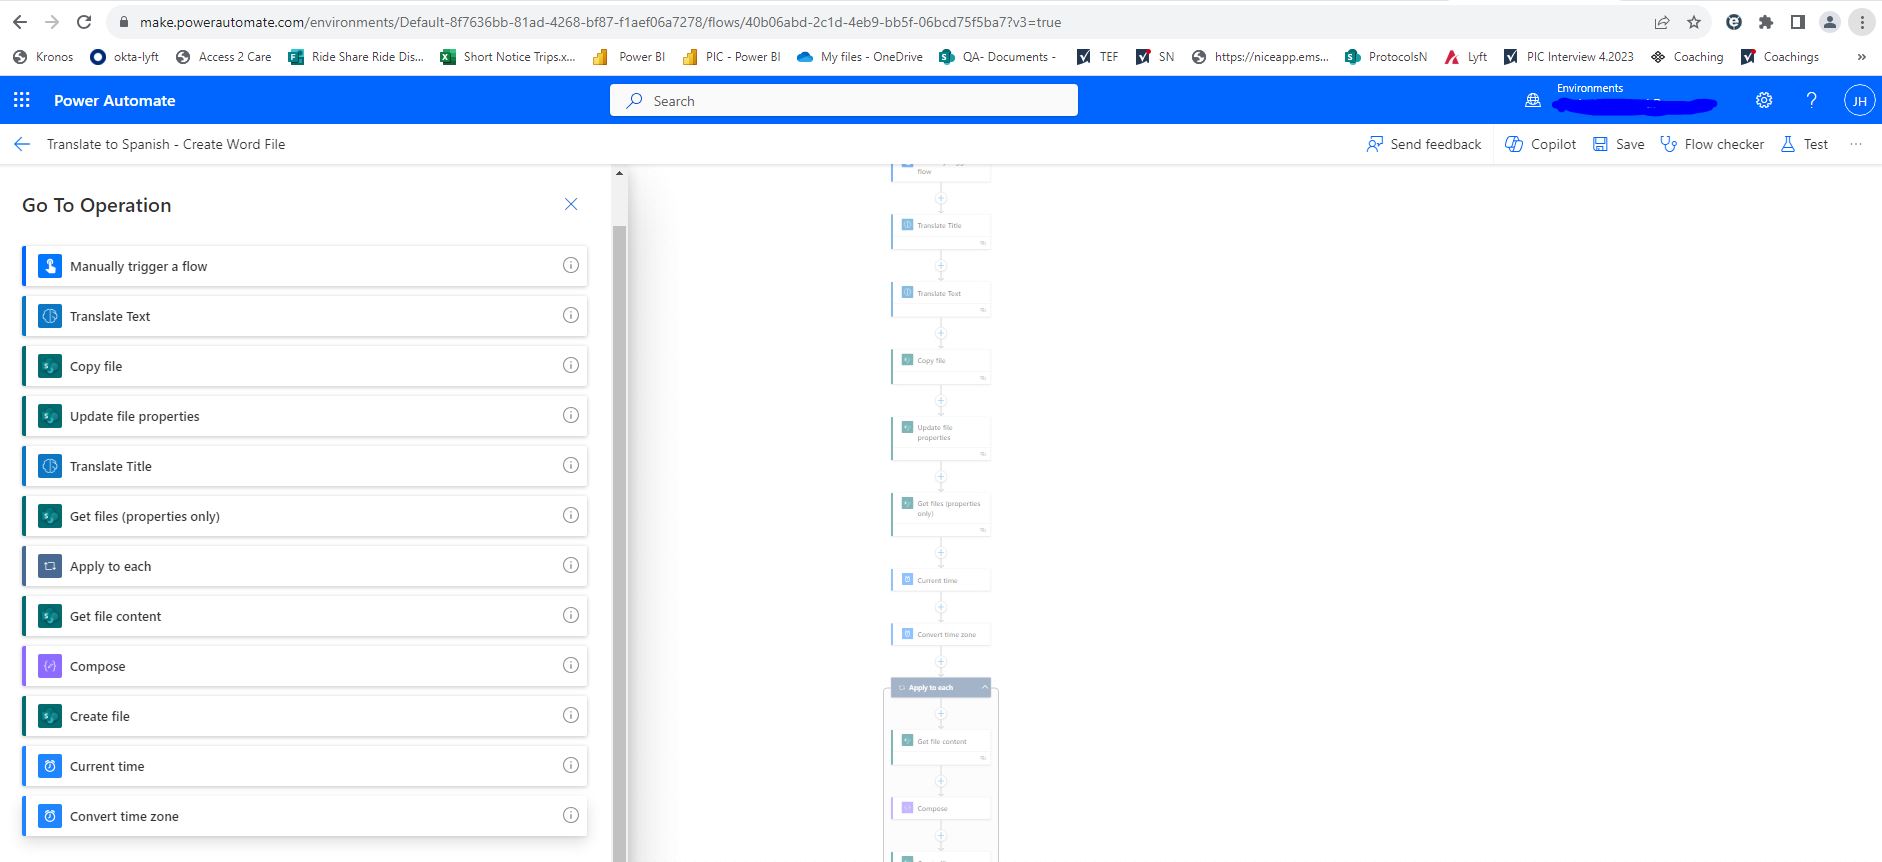 make.powerautomate.com/environments/Default-8f7636bb-81ad-4268-bf87-f1aef06a7278/flows/40b06abd-2c1d-4eb9-bb5f-06bcd75f5ba7?v3=true
Kronos okta-lyft Access 2 Care Ride Share Ride Dis... Short Notice Trips.x... Power BI PIC - Power BI My files - OneDrive QA- Documents - TEF SN https://niceapp.ems... ProtocolsN Lyft PIC Interview 4.2023 Coaching Coachings »
Power Automate
Search
Environments
JH
Translate to Spanish - Create Word File
Send feedback Copilot Save Flow checker Test ...
Go To Operation
Manually trigger a flow
Translate Text
Copy file
Update file properties
Translate Title
Get files (properties only)
Apply to each
Get file content
Compose
Create file
Current time
Convert time zone
flow
Translate Title
Translate Text
Copy file
Update file
properties
Get files (properties
only)
Current time
Convert time zone
Apply to each
Get file content
Compose